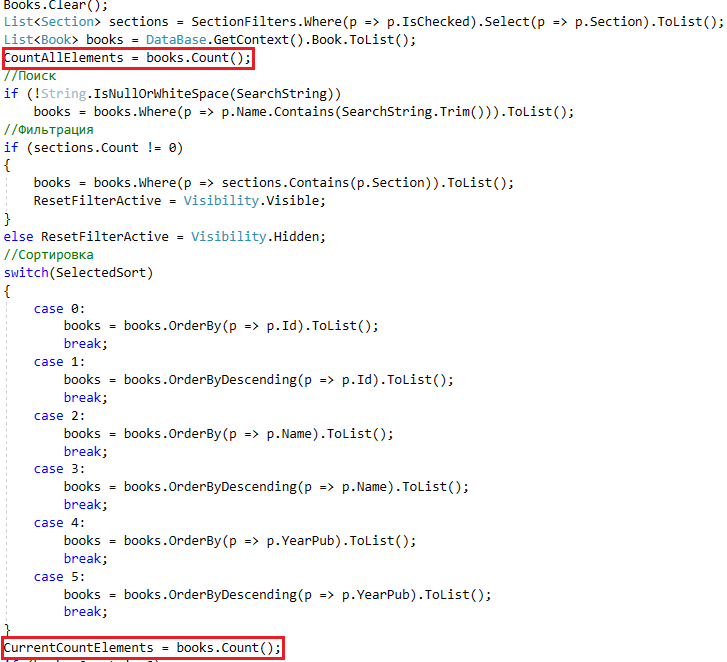 Books.Clear();
List<Section> sections = SectionFilters.Where(p => p.IsChecked).Select(p => p.Section).ToList();
List<Book> books = DataBase.GetContext().Book.ToList();
CountAllElements = books.Count();
//Поиск
if (!String.IsNullOrWhiteSpace(SearchString))
    books = books.Where(p => p.Name.Contains(SearchString.Trim())).ToList();
//Фильтрация
if (sections.Count != 0)
{
    books = books.Where(p => sections.Contains(p.Section)).ToList();
    ResetFilterActive = Visibility.Visible;
}
else ResetFilterActive = Visibility.Hidden;
//Сортировка
switch(SelectedSort)
{
    case 0:
        books = books.OrderBy(p => p.Id).ToList();
        break;
    case 1:
        books = books.OrderByDescending(p => p.Id).ToList();
        break;
    case 2:
        books = books.OrderBy(p => p.Name).ToList();
        break;
    case 3:
        books = books.OrderByDescending(p => p.Name).ToList();
        break;
    case 4:
        books = books.OrderBy(p => p.YearPub).ToList();
        break;
    case 5:
        books = books.OrderByDescending(p => p.YearPub).ToList();
        break;
}
CurrentCountElements = books.Count();